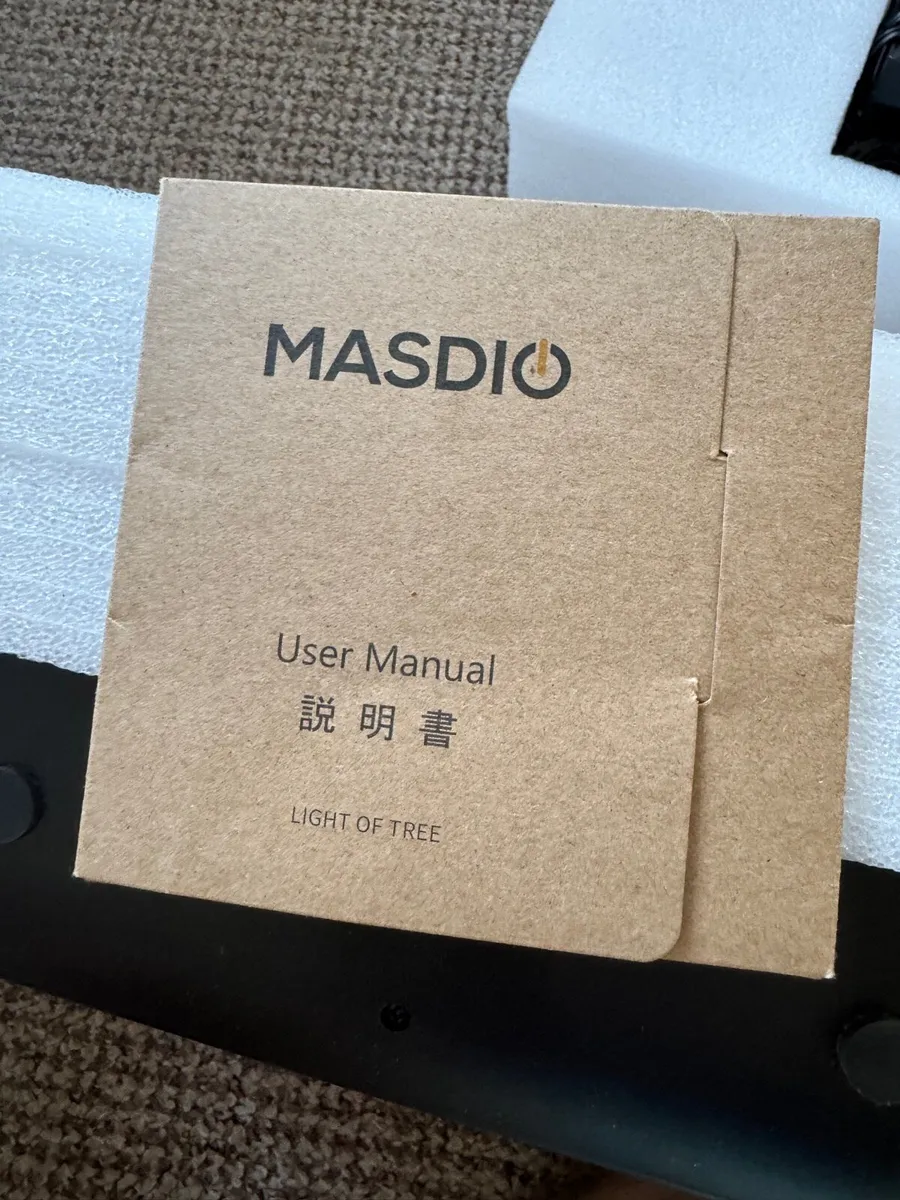 MASDIO
User Manual
説明書
LIGHT OF TREE